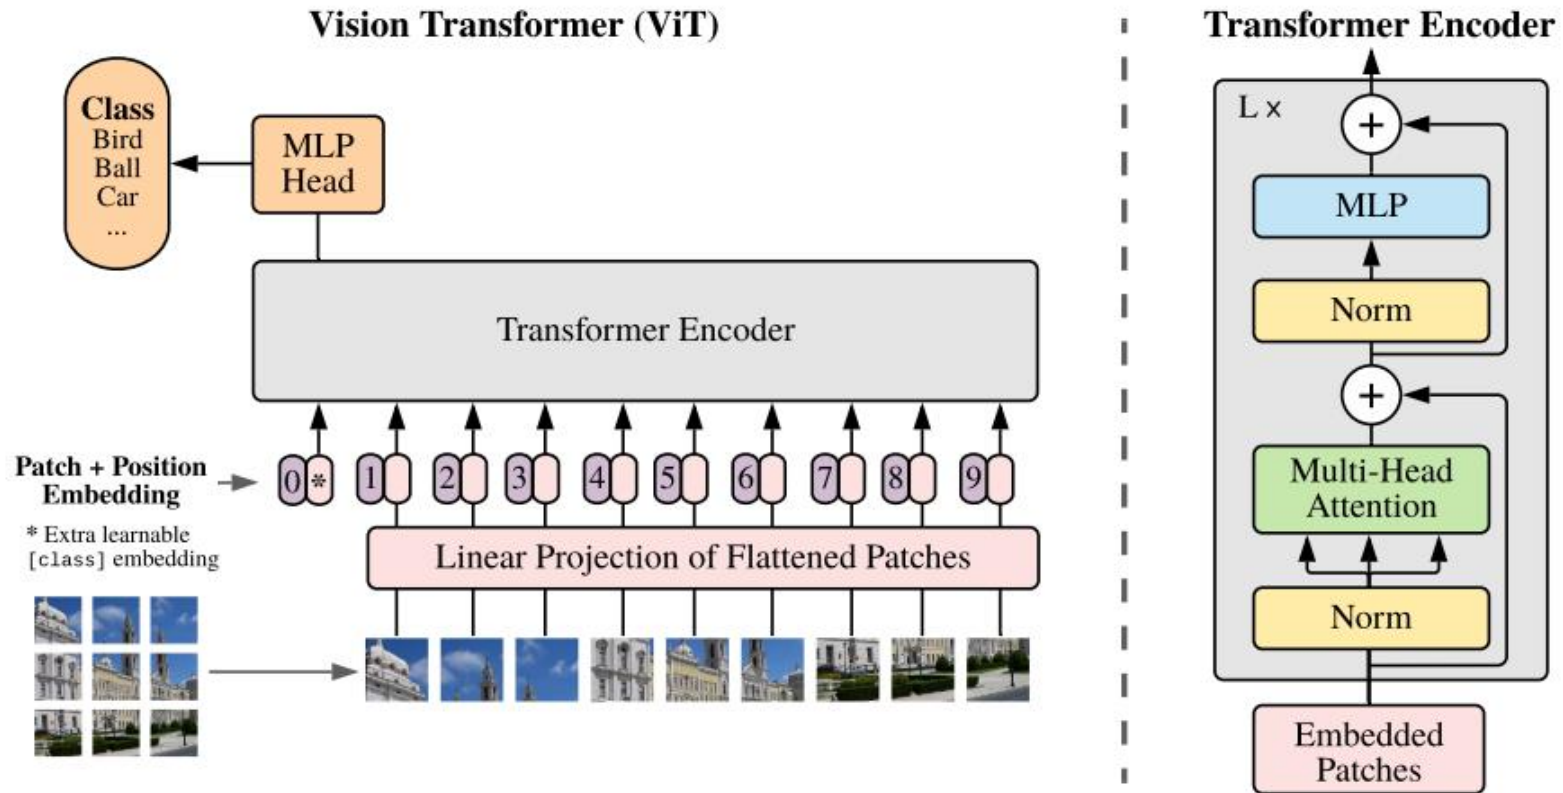 Vision Transformer (ViT)
Class
Bird
Ball
Car
...
MLP
Head
Transformer Encoder
Patch + Position
Embedding
* Extra learnable
[class] embedding
0 * 1 2 3 4 5 6 7 8 9
Linear Projection of Flattened Patches
Transformer Encoder
L x
+
MLP
Norm
+
Multi-Head
Attention
Norm
Embedded
Patches